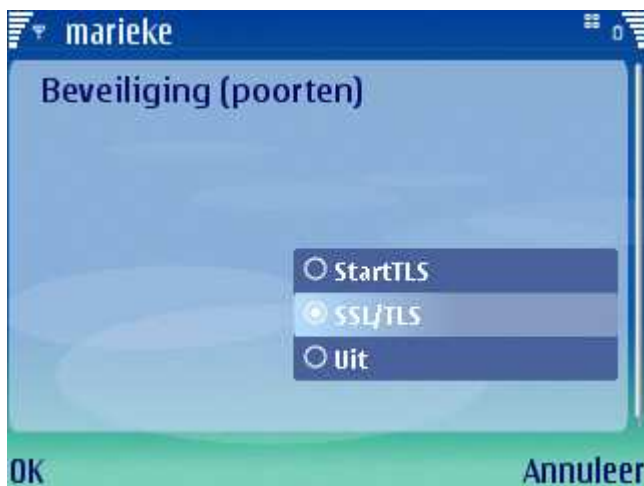 marieke
Beveiliging (poorten)
StartTLS
SSL/TLS
Uit
OK Annuleer